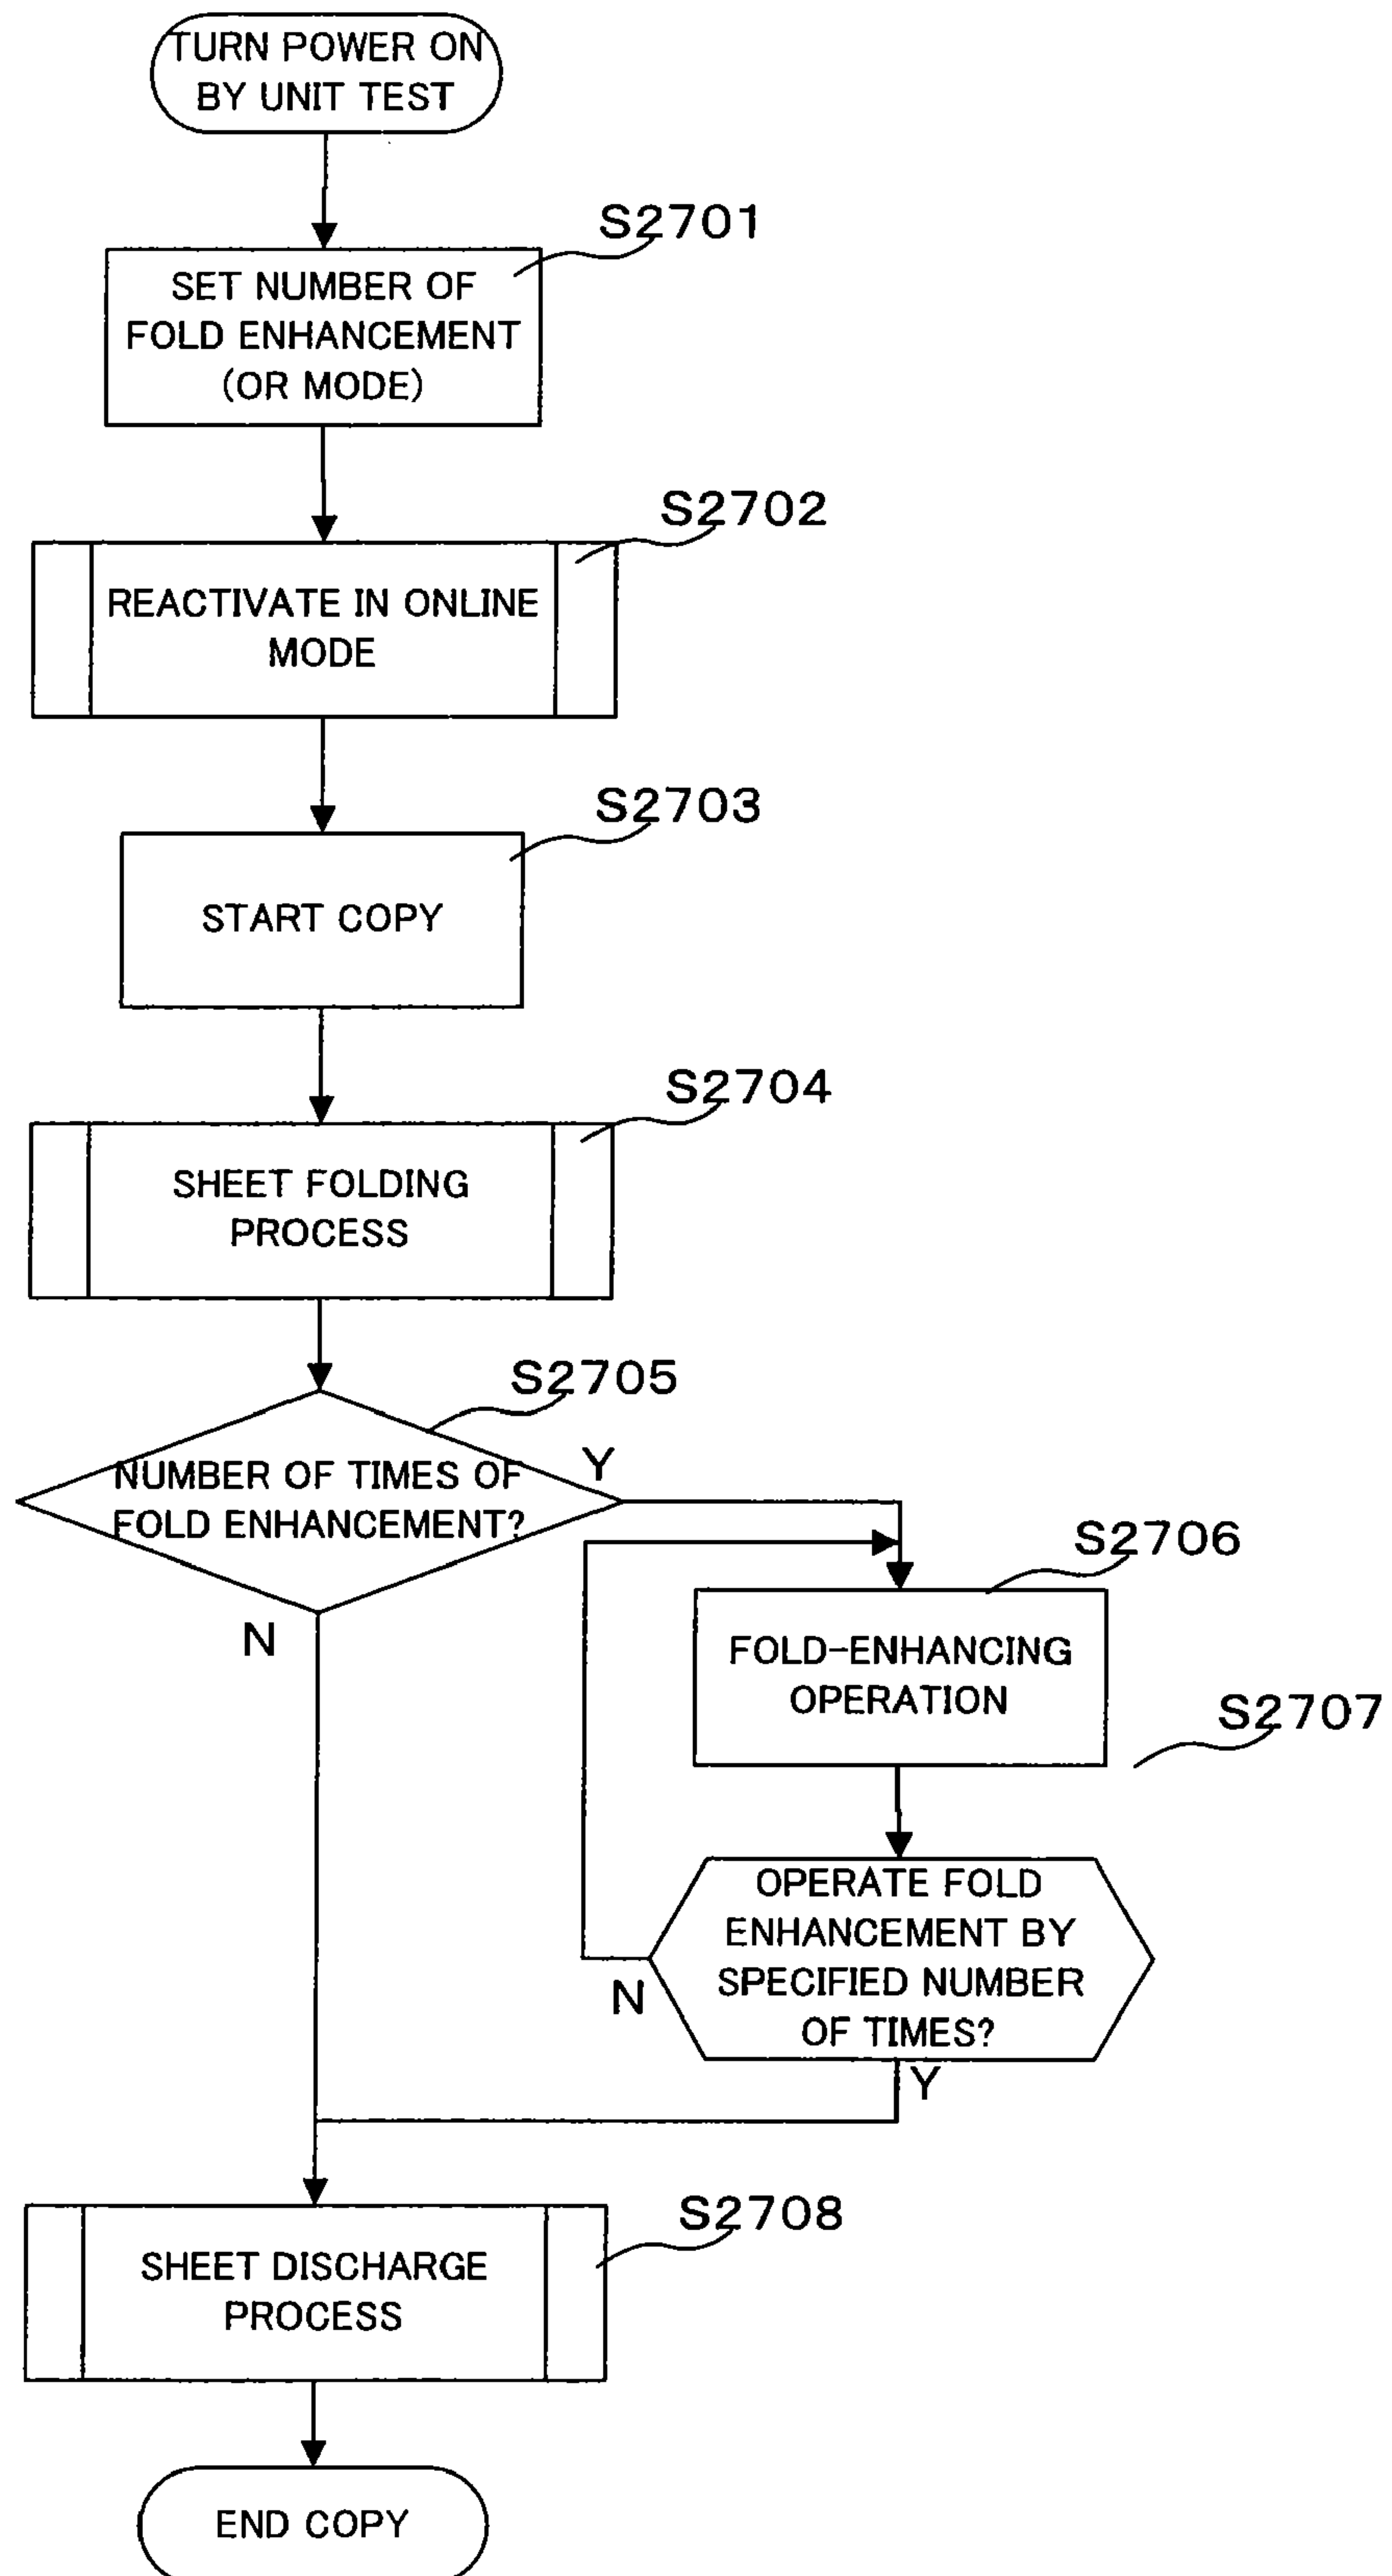 TURN POWER ON
BY UNIT TEST
S2701
SET NUMBER OF
FOLD ENHANCEMENT
(OR MODE)
S2702
REACTIVATE IN ONLINE
MODE
S2703
START COPY
S2704
SHEET FOLDING
PROCESS
S2705
NUMBER OF TIMES OF
FOLD ENHANCEMENT?
Y
N
S2706
FOLD-ENHANCING
OPERATION
S2707
OPERATE FOLD
ENHANCEMENT BY
SPECIFIED NUMBER
OF TIMES?
N
Y
S2708
SHEET DISCHARGE
PROCESS
END COPY